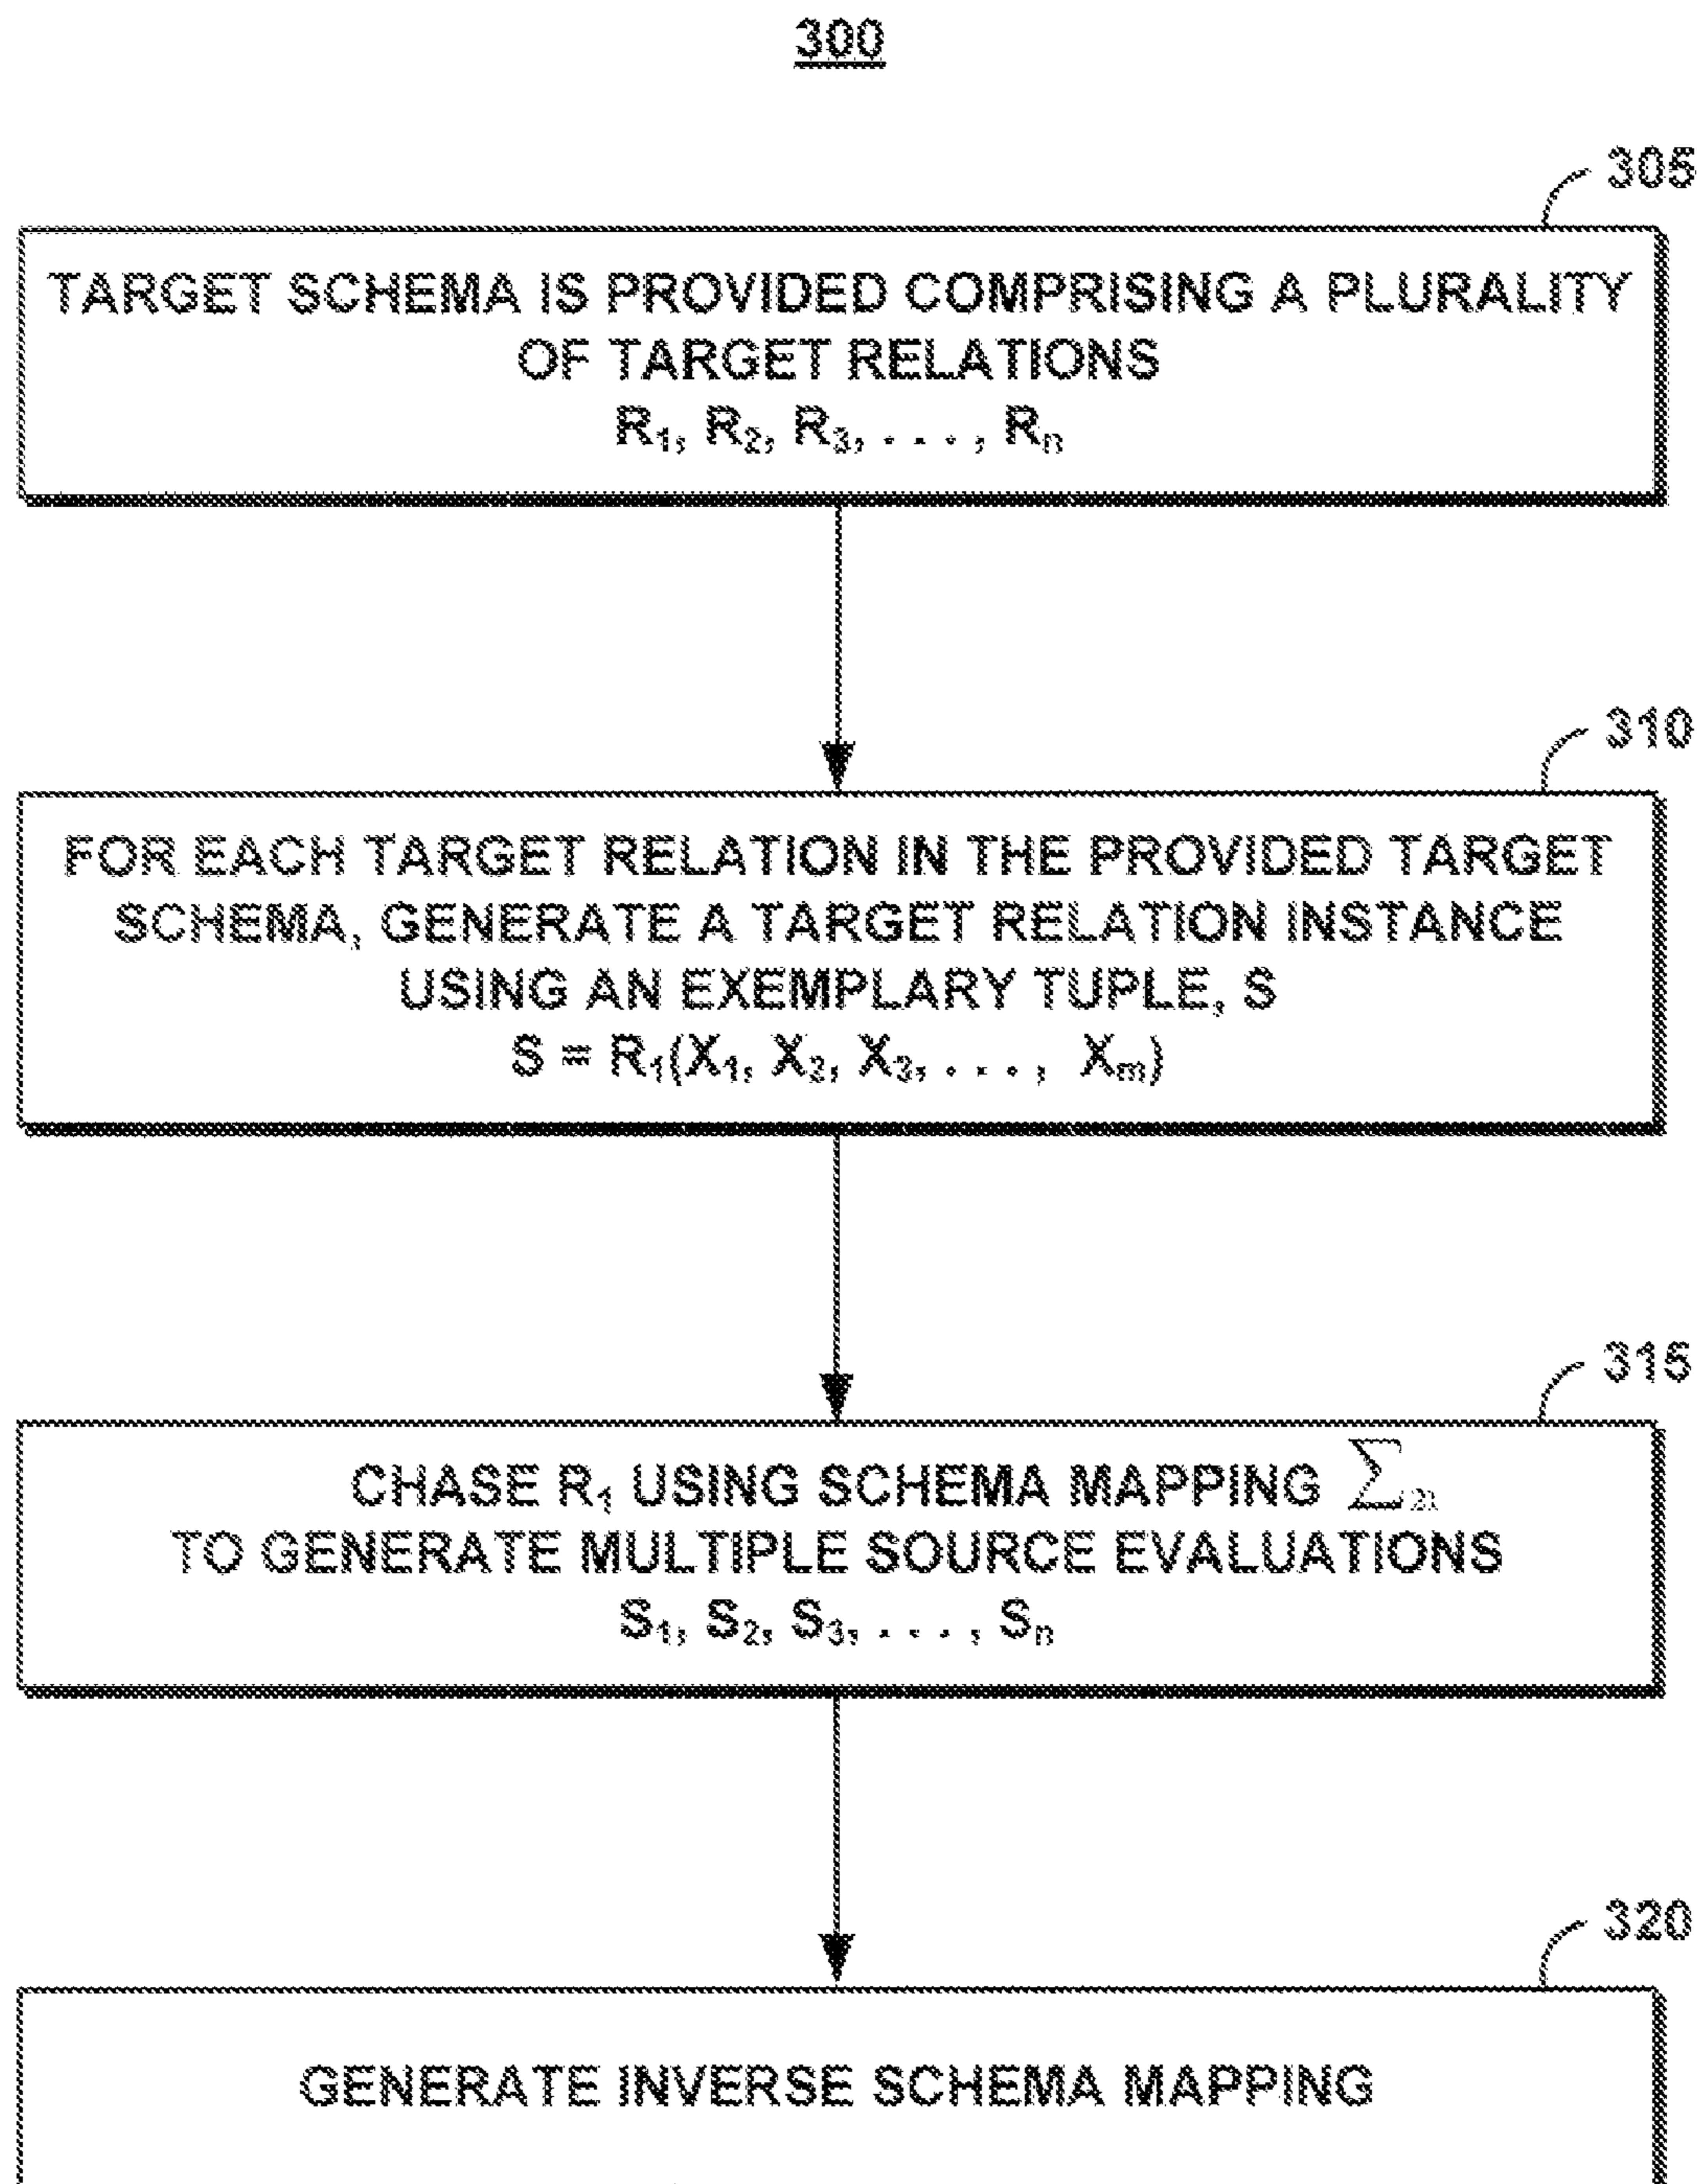 300
305
TARGET SCHEMA IS PROVIDED COMPRISING A PLURALITY
OF TARGET RELATIONS
R₁, R₂, R₃, . . . , Rₙ
310
FOR EACH TARGET RELATION IN THE PROVIDED TARGET
SCHEMA, GENERATE A TARGET RELATION INSTANCE
USING AN EXEMPLARY TUPLE, S
S = R₁(X₁, X₂, X₃, . . . , Xₘ)
315
CHASE R₁ USING SCHEMA MAPPING ∑₂₁
TO GENERATE MULTIPLE SOURCE EVALUATIONS
S₁, S₂, S₃, . . . , Sₙ
320
GENERATE INVERSE SCHEMA MAPPING